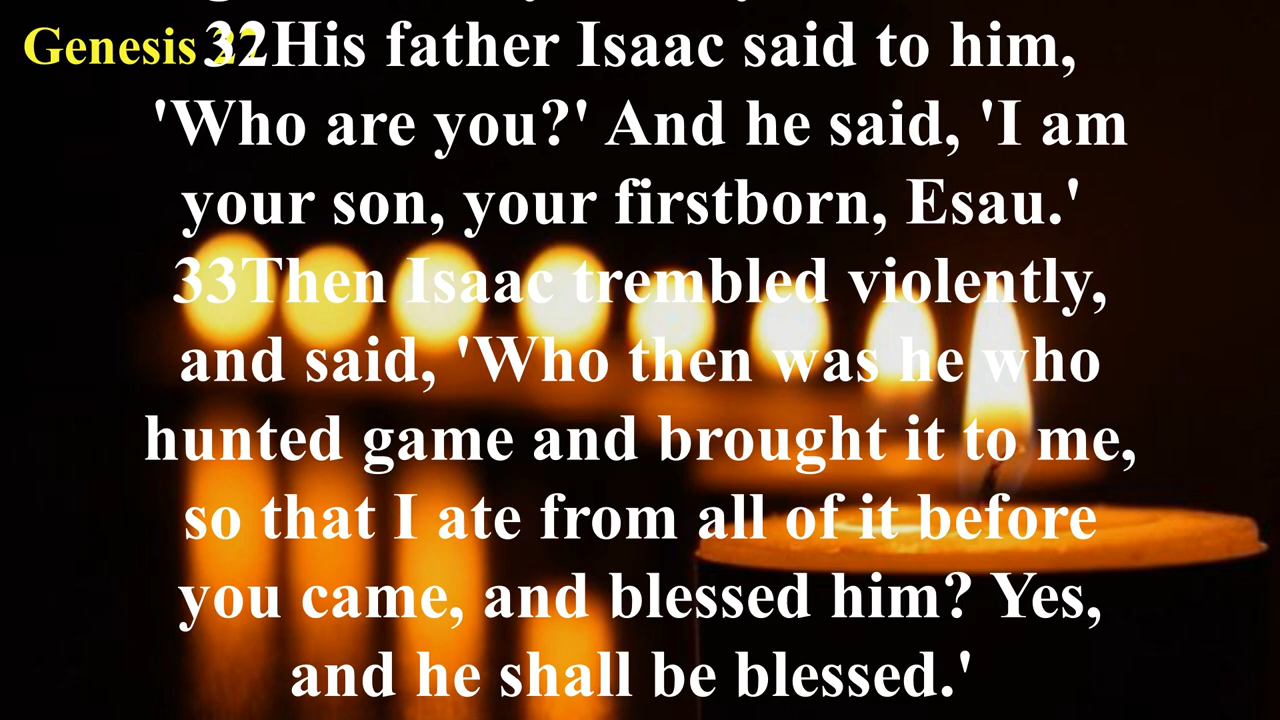 Genesis 27
32His father Isaac said to him,
'Who are you?' And he said, 'I am
your son, your firstborn, Esau.'
33Then Isaac trembled violently,
and said, 'Who then was he who
hunted game and brought it to me,
so that I ate from all of it before
you came, and blessed him? Yes,
and he shall be blessed.'